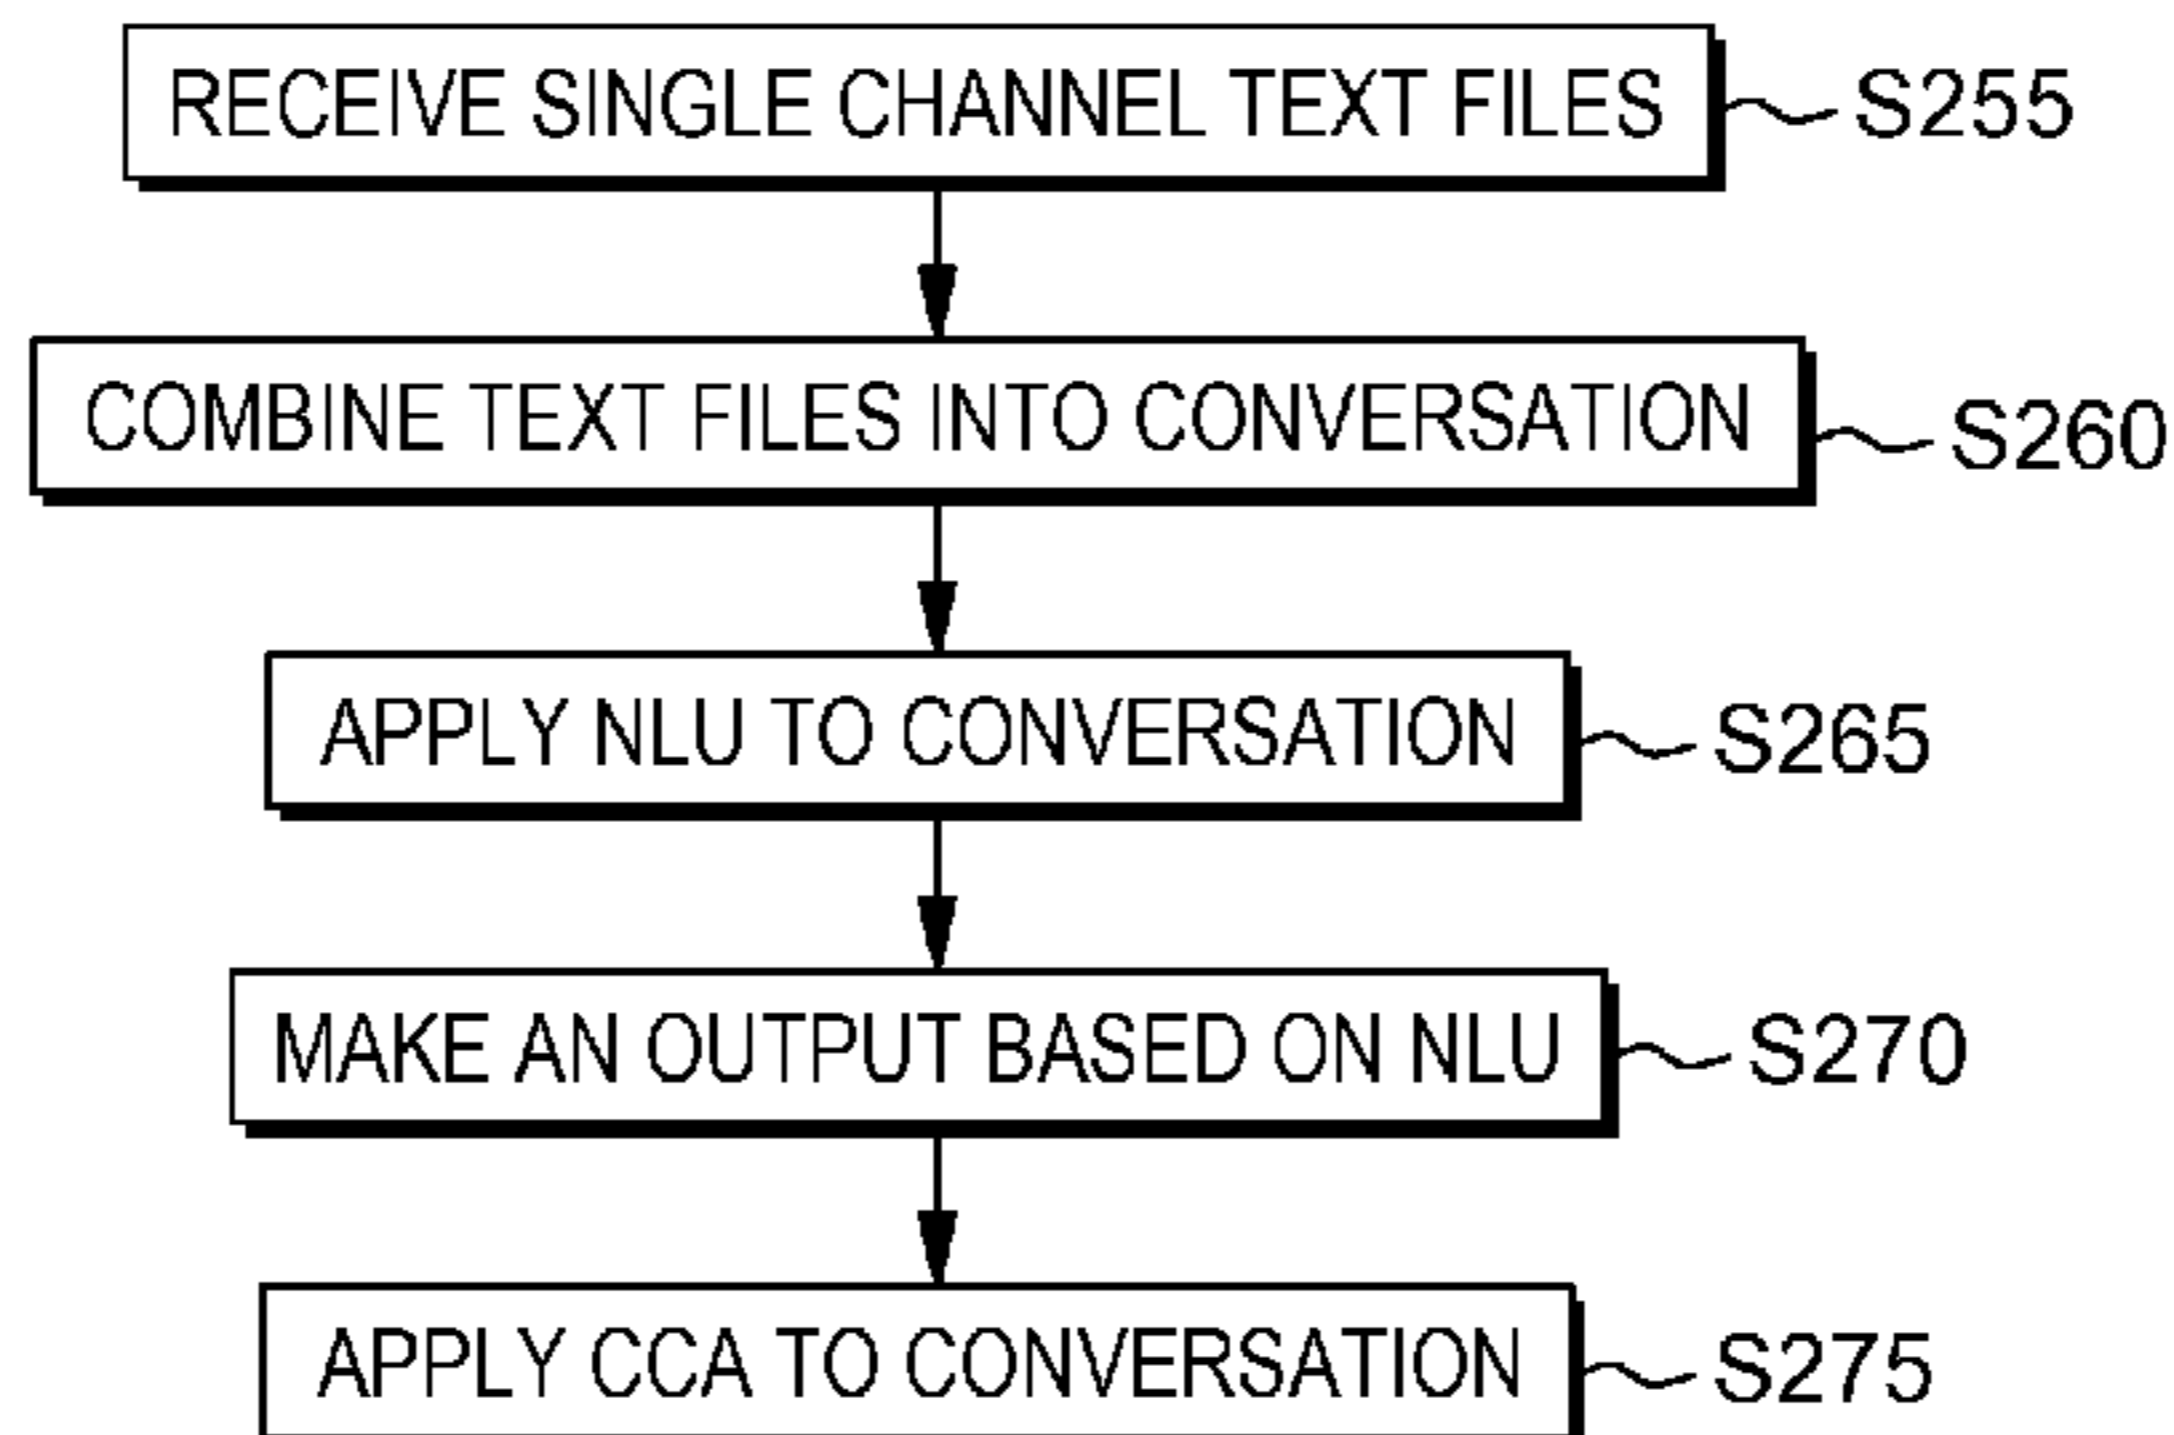 RECEIVE SINGLE CHANNEL TEXT FILES S255
COMBINE TEXT FILES INTO CONVERSATION S260
APPLY NLU TO CONVERSATION S265
MAKE AN OUTPUT BASED ON NLU S270
APPLY CCA TO CONVERSATION S275